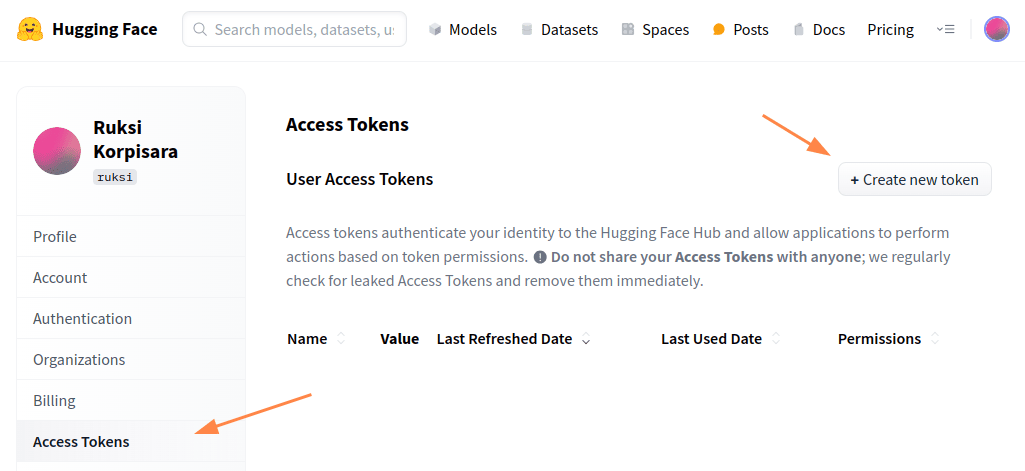 Hugging Face
Search models, datasets, us
Models
Datasets
Spaces
Posts
Docs
Pricing
Ruksi
Korpisara
ruksi
Profile
Account
Authentication
Organizations
Billing
Access Tokens
Access Tokens
User Access Tokens
+ Create new token
Access tokens authenticate your identity to the Hugging Face Hub and allow applications to perform
actions based on token permissions. ! Do not share your Access Tokens with anyone; we regularly
check for leaked Access Tokens and remove them immediately.
Name Value Last Refreshed Date Last Used Date Permissions